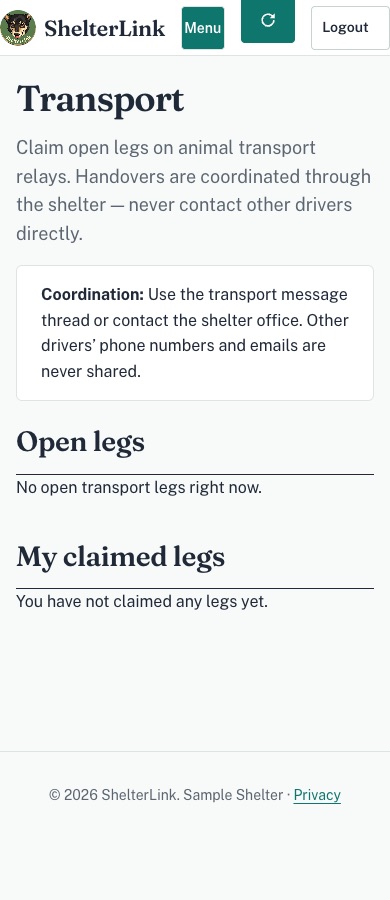 ShelterLink
Menu
Logout
Transport
Claim open legs on animal transport
relays. Handovers are coordinated through
the shelter — never contact other drivers
directly.
Coordination: Use the transport message
thread or contact the shelter office. Other
drivers’ phone numbers and emails are
never shared.
Open legs
No open transport legs right now.
My claimed legs
You have not claimed any legs yet.
© 2026 ShelterLink. Sample Shelter · Privacy